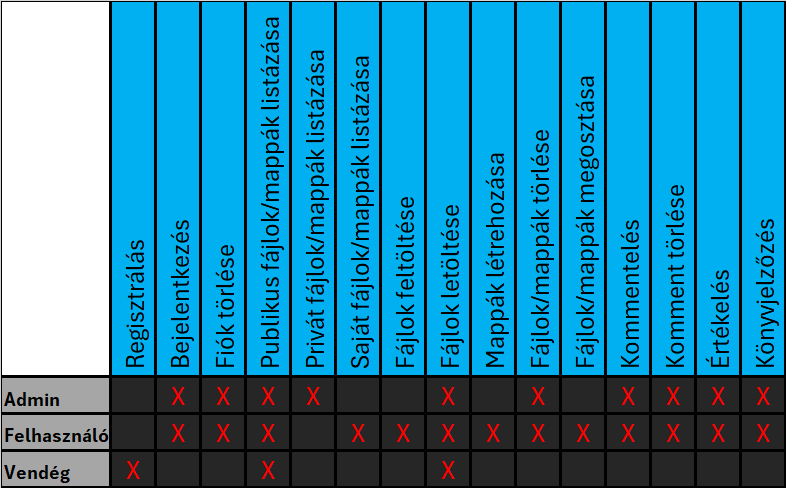 Regisztrálás
Bejelentkezés
Fiók törlése
Publikus fájlok/mappák listázása
Privát fájlok/mappák listázása
Saját fájlok/mappák listázása
Fájlok feltöltése
Fájlok letöltése
Mappák létrehozása
Fájlok/mappák törlése
Fájlok/mappák megosztása
Kommentelés
Komment törlése
Értékelés
Könyvjelzőzés
Admin X X X X X X X X X X
Felhasználó X X X X X X X X X X X X X
Vendég X X X